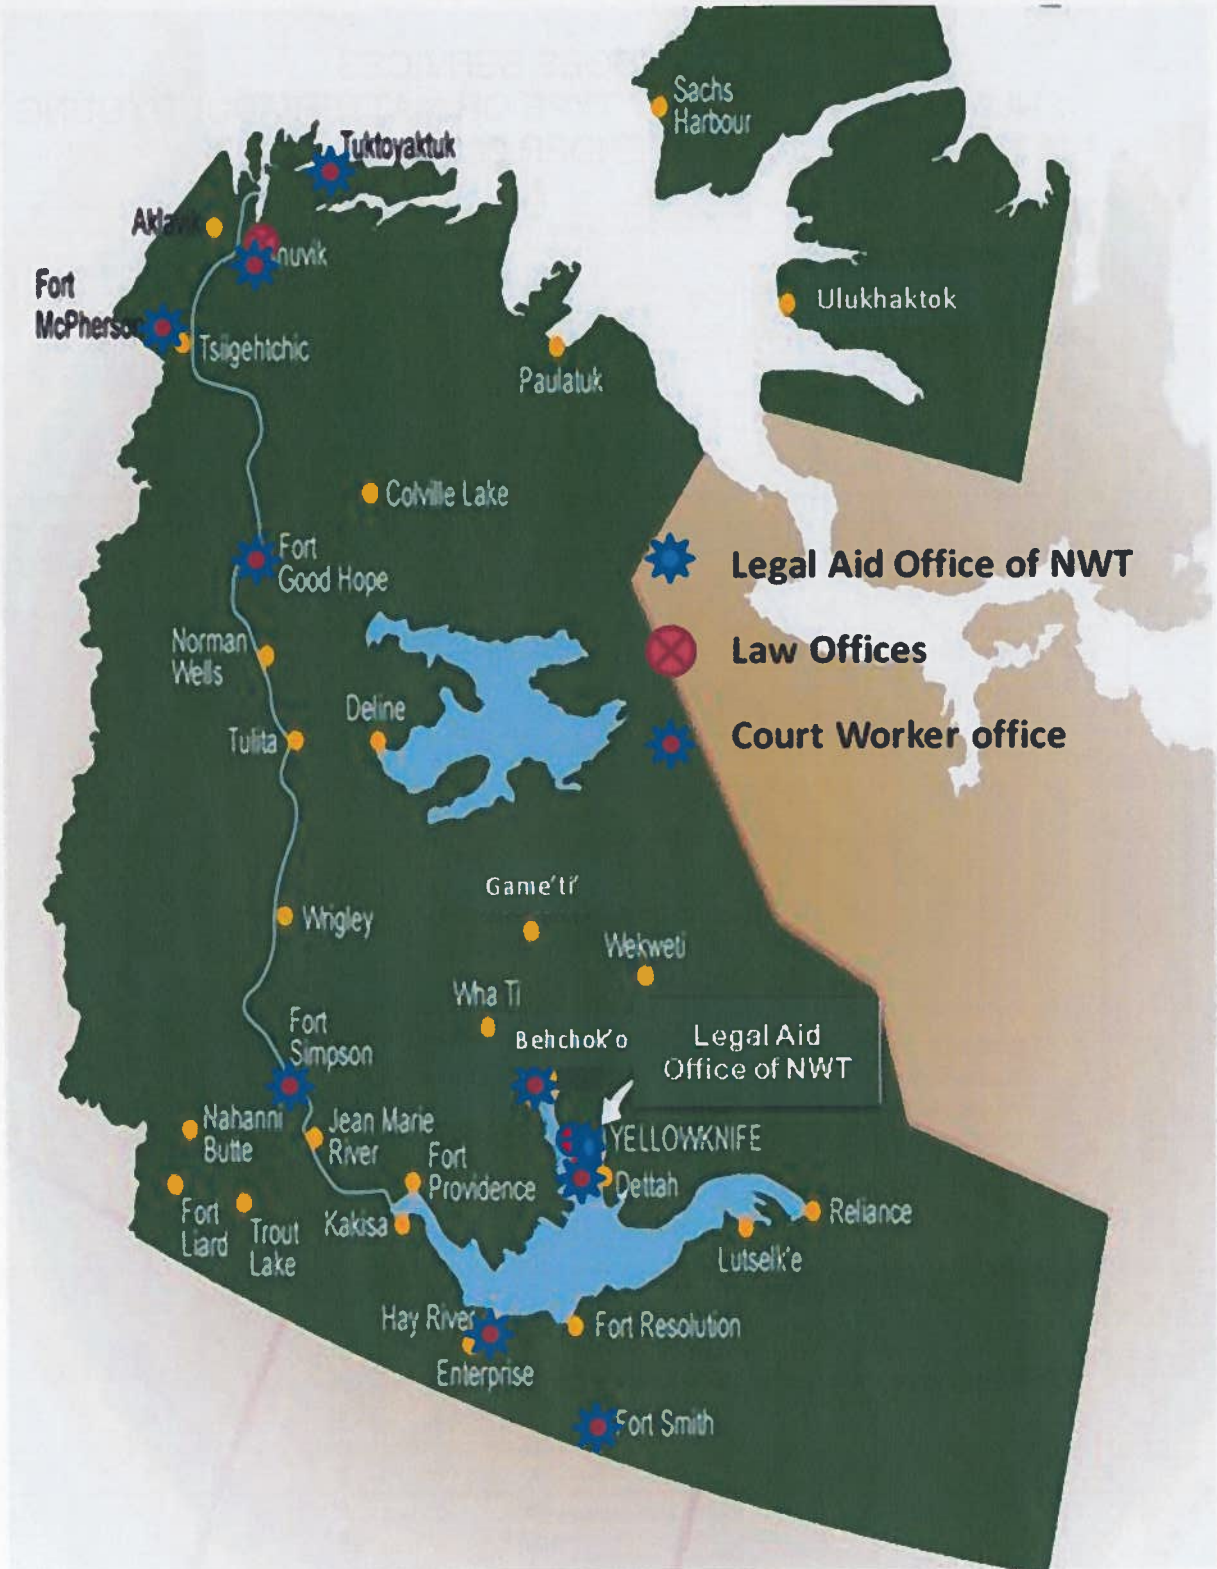 Sachs
Harbour
Tuktoyaktuk
Aklavik
nuvik
Fort
McPherson
Tsiigehtchic
Ulukhaktok
Paulatuk
Colville Lake
Fort
Good Hope
Legal Aid Office of NWT
Law Offices
Court Worker office
Norman
Wells
Deline
Tulita
Game'ti'
Wrigley
Wekweti
Wha Ti
Fort
Simpson
Behchok'o
Legal Aid
Office of NWT
Nahanni
Butte
Jean Marie
River
YELLOWKNIFE
Fort
Providence
Dettah
Fort
Liard
Trout
Lake
Kakisa
Reliance
Lutselk'e
Hay River
Fort Resolution
Enterprise
Fort Smith